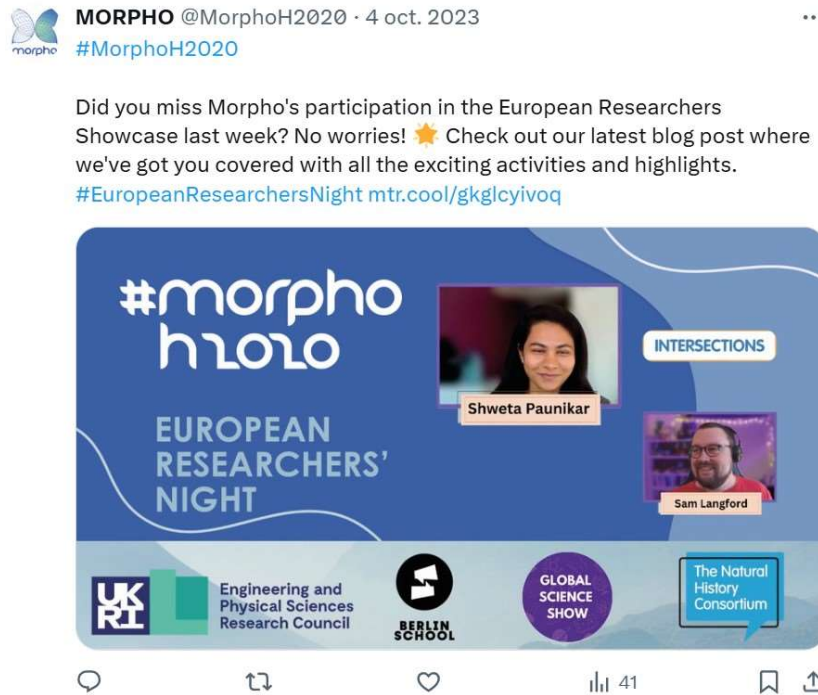 MORPHO @MorphoH2020 · 4 oct. 2023
morpho
#MorphoH2020
Did you miss Morpho's participation in the European Researchers
Showcase last week? No worries! 🌟 Check out our latest blog post where
we've got you covered with all the exciting activities and highlights.
#EuropeanResearchersNight mtr.cool/gkglcyivoq
#morpho
h2020
EUROPEAN
RESEARCHERS'
NIGHT
Shweta Paunikar
INTERSECTIONS
Sam Langford
UK
RI
Engineering and
Physical Sciences
Research Council
BERLIN
SCHOOL
GLOBAL
SCIENCE
SHOW
The Natural
History
Consortium
41